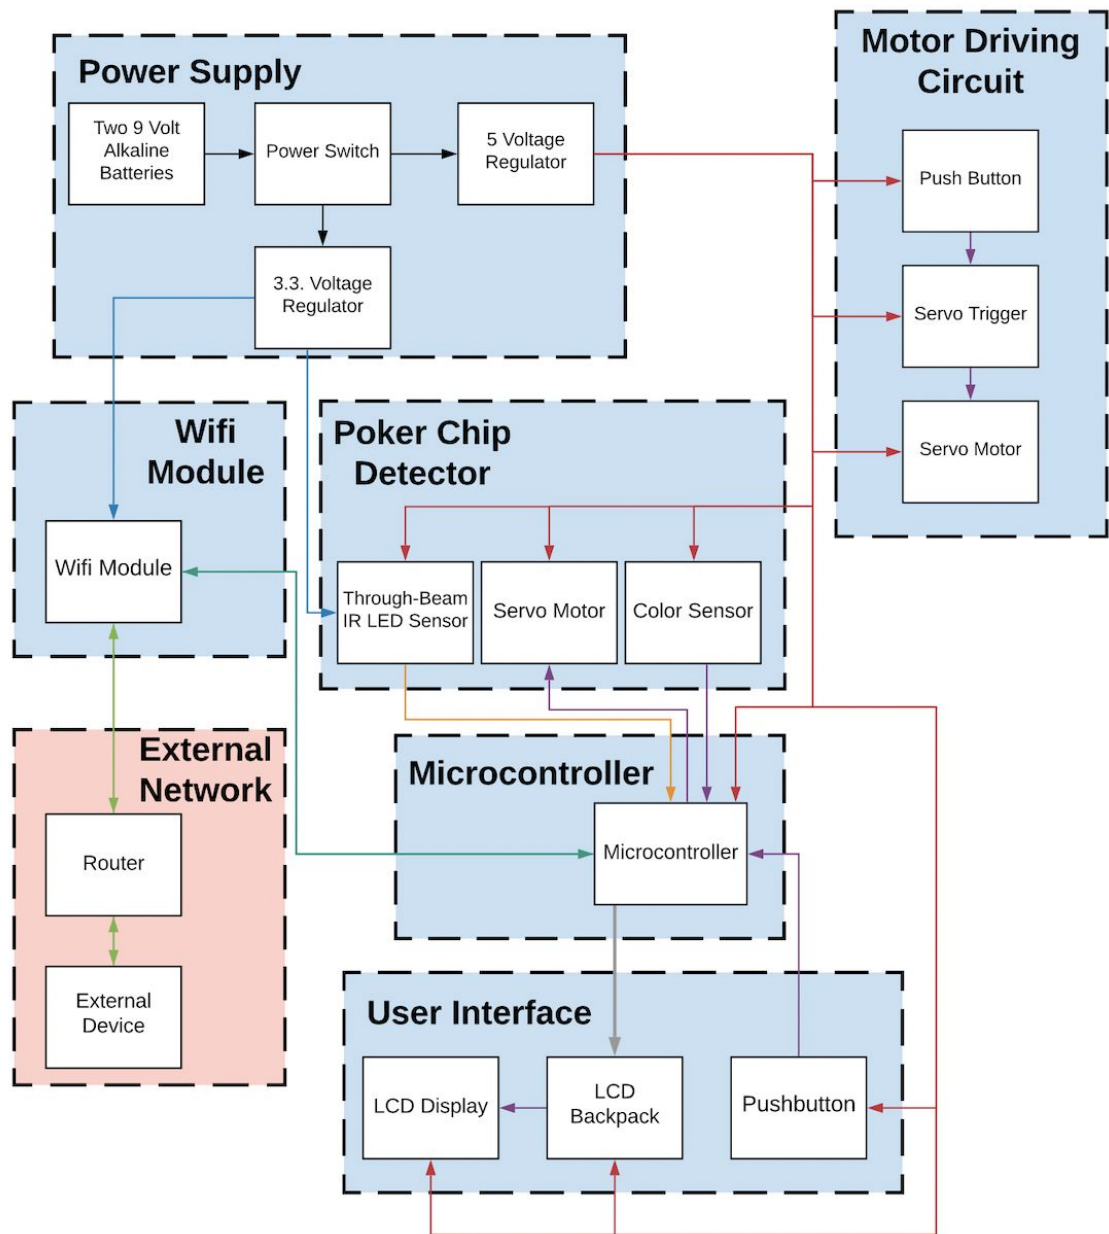 Power Supply
Two 9 Volt
Alkaline
Batteries
Power Switch
5 Voltage
Regulator
3.3. Voltage
Regulator
Motor Driving
Circuit
Push Button
Servo Trigger
Servo Motor
Wifi
Module
Wifi Module
Poker Chip
Detector
Through-Beam
IR LED Sensor
Servo Motor
Color Sensor
External
Network
Router
External
Device
Microcontroller
Microcontroller
User Interface
LCD Display
LCD
Backpack
Pushbutton